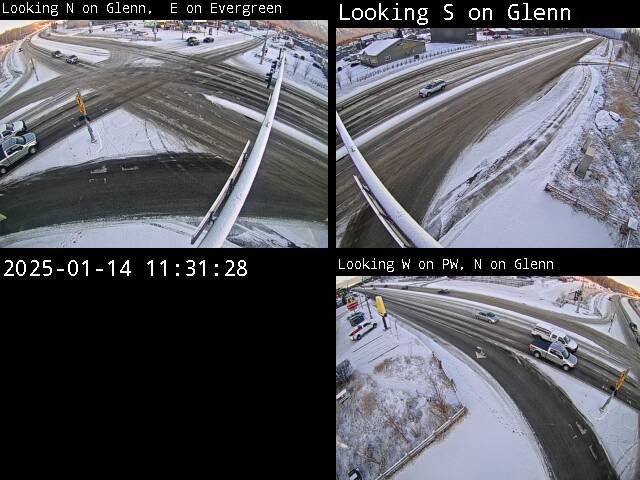 Looking N on Glenn,  E on Evergreen
Looking S on Glenn
2025-01-14 11:31:28
Looking W on PW, N on Glenn